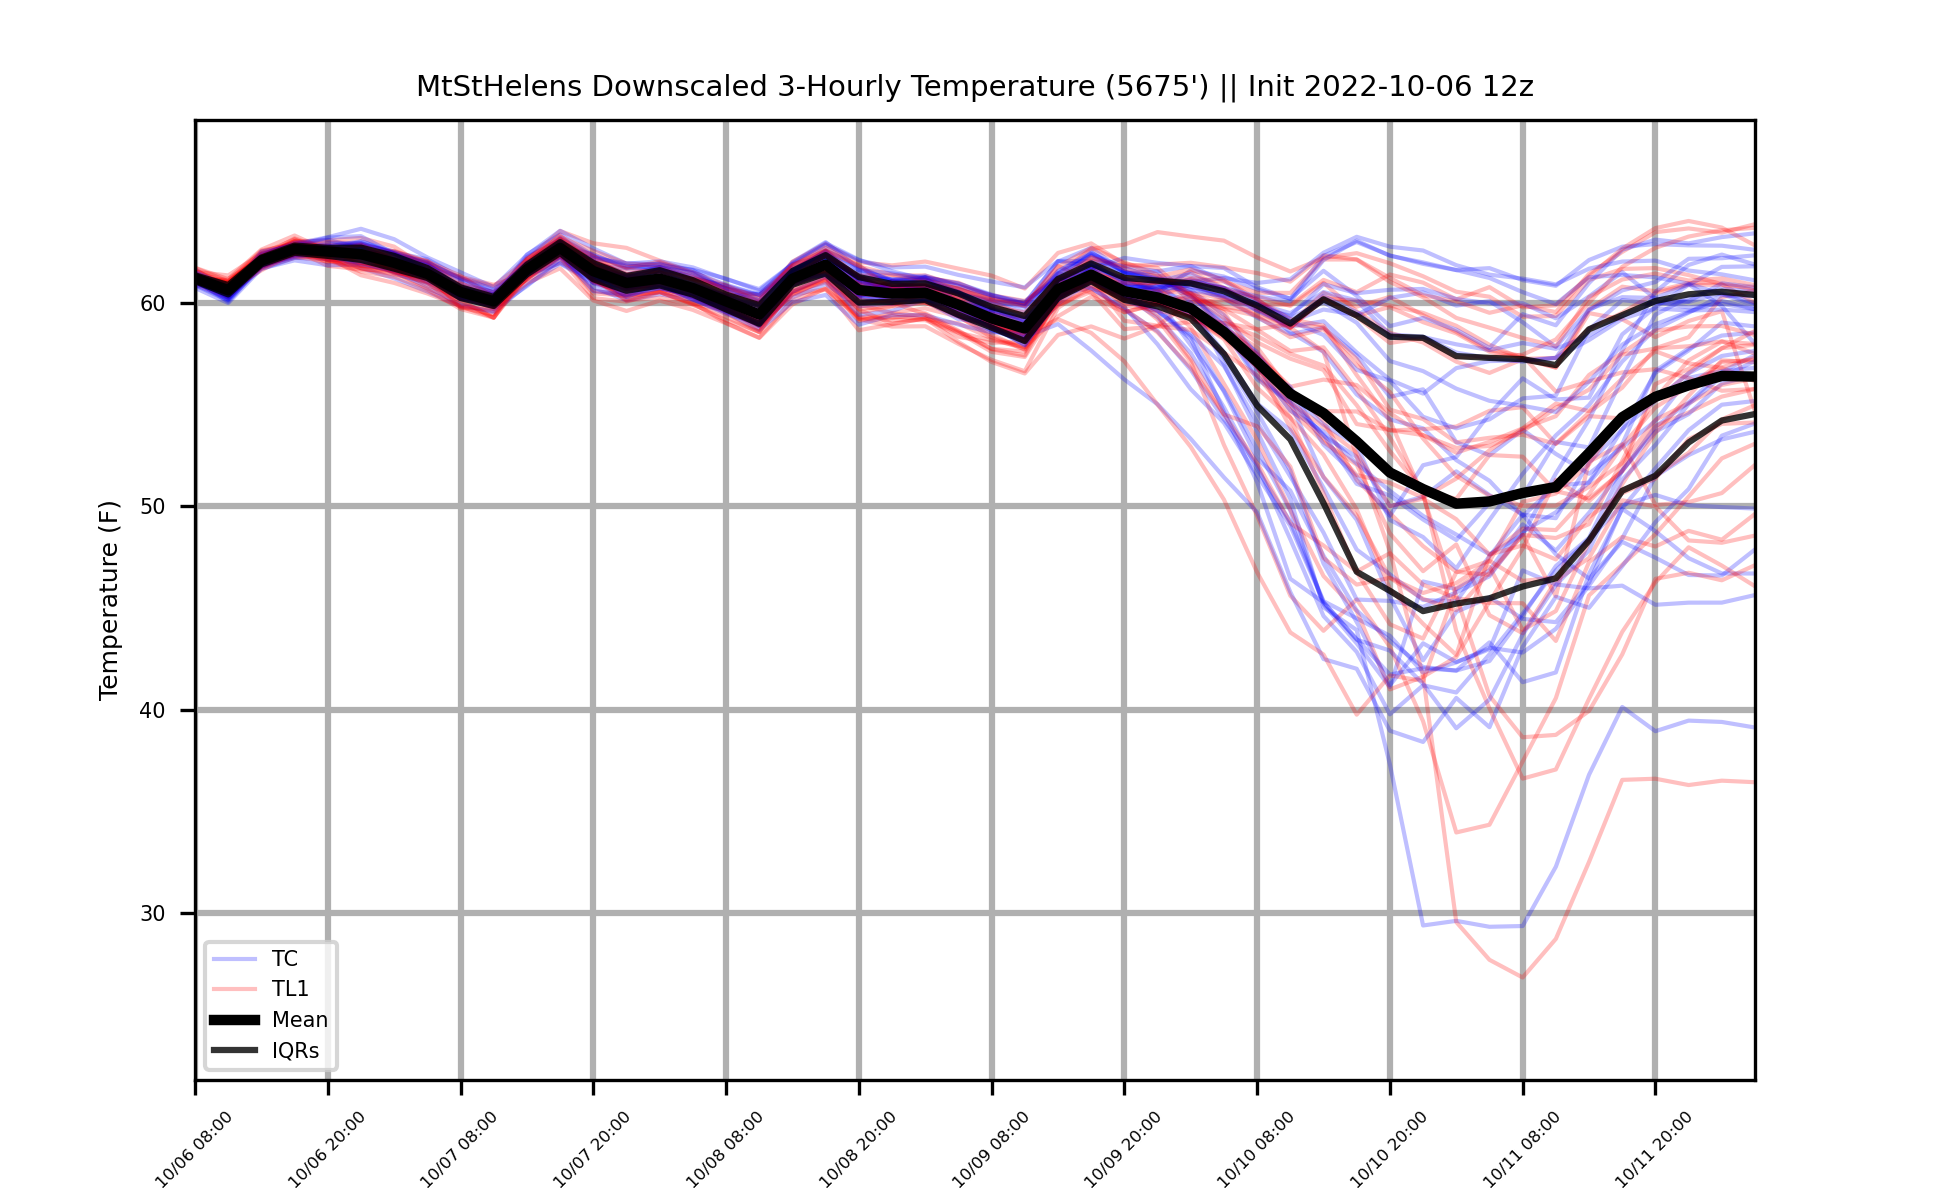 MtStHelens Downscaled 3-Hourly Temperature (5675') || Init 2022-10-06 12z
Temperature (F)
60
50
40
30
TC
TL1
Mean
IQRs
10/06 08:00
10/06 20:00
10/07 08:00
10/07 20:00
10/08 08:00
10/08 20:00
10/09 08:00
10/09 20:00
10/10 08:00
10/10 20:00
10/11 08:00
10/11 20:00